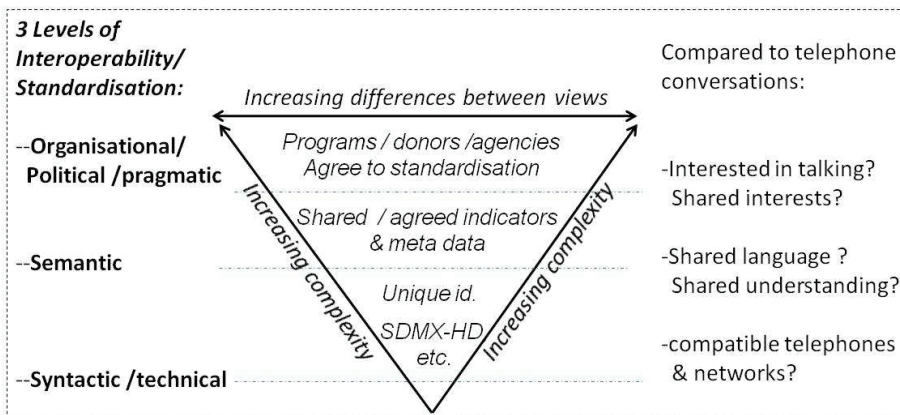 3 Levels of
Interoperability/
Standardisation:
--Organisational/
Political /pragmatic
--Semantic
--Syntactic /technical
Increasing differences between views
Programs / donors /agencies
Agree to standardisation
Shared / agreed indicators
& meta data
Unique id.
SDMX-HD
etc.
Increasing complexity
Increasing complexity
Compared to telephone
conversations:
-Interested in talking?
Shared interests?
-Shared language ?
Shared understanding?
-compatible telephones
& networks?